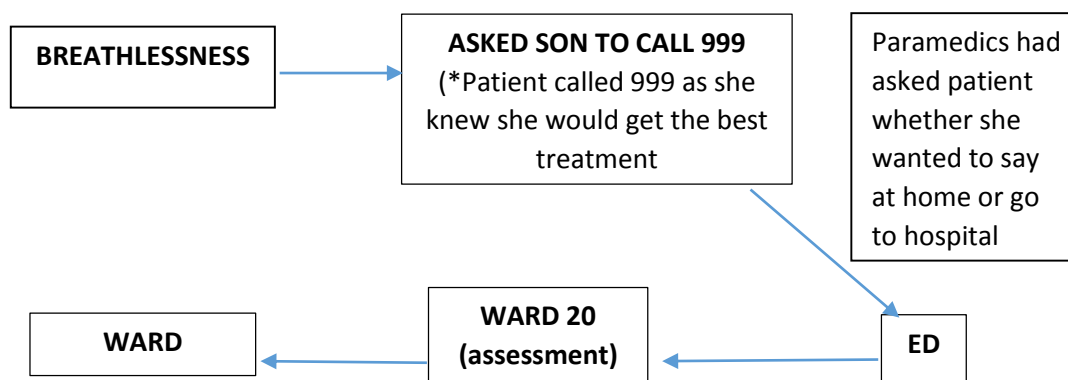 BREATHLESSNESS
ASKED SON TO CALL 999
(*Patient called 999 as she
knew she would get the best
treatment
Paramedics had
asked patient
whether she
wanted to say
at home or go
to hospital
ED
WARD 20
(assessment)
WARD